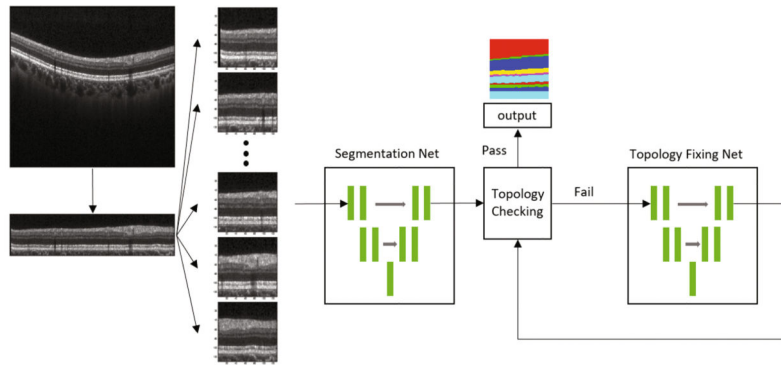 output
Segmentation Net
Pass
Topology Fixing Net
Topology
Checking
Fail